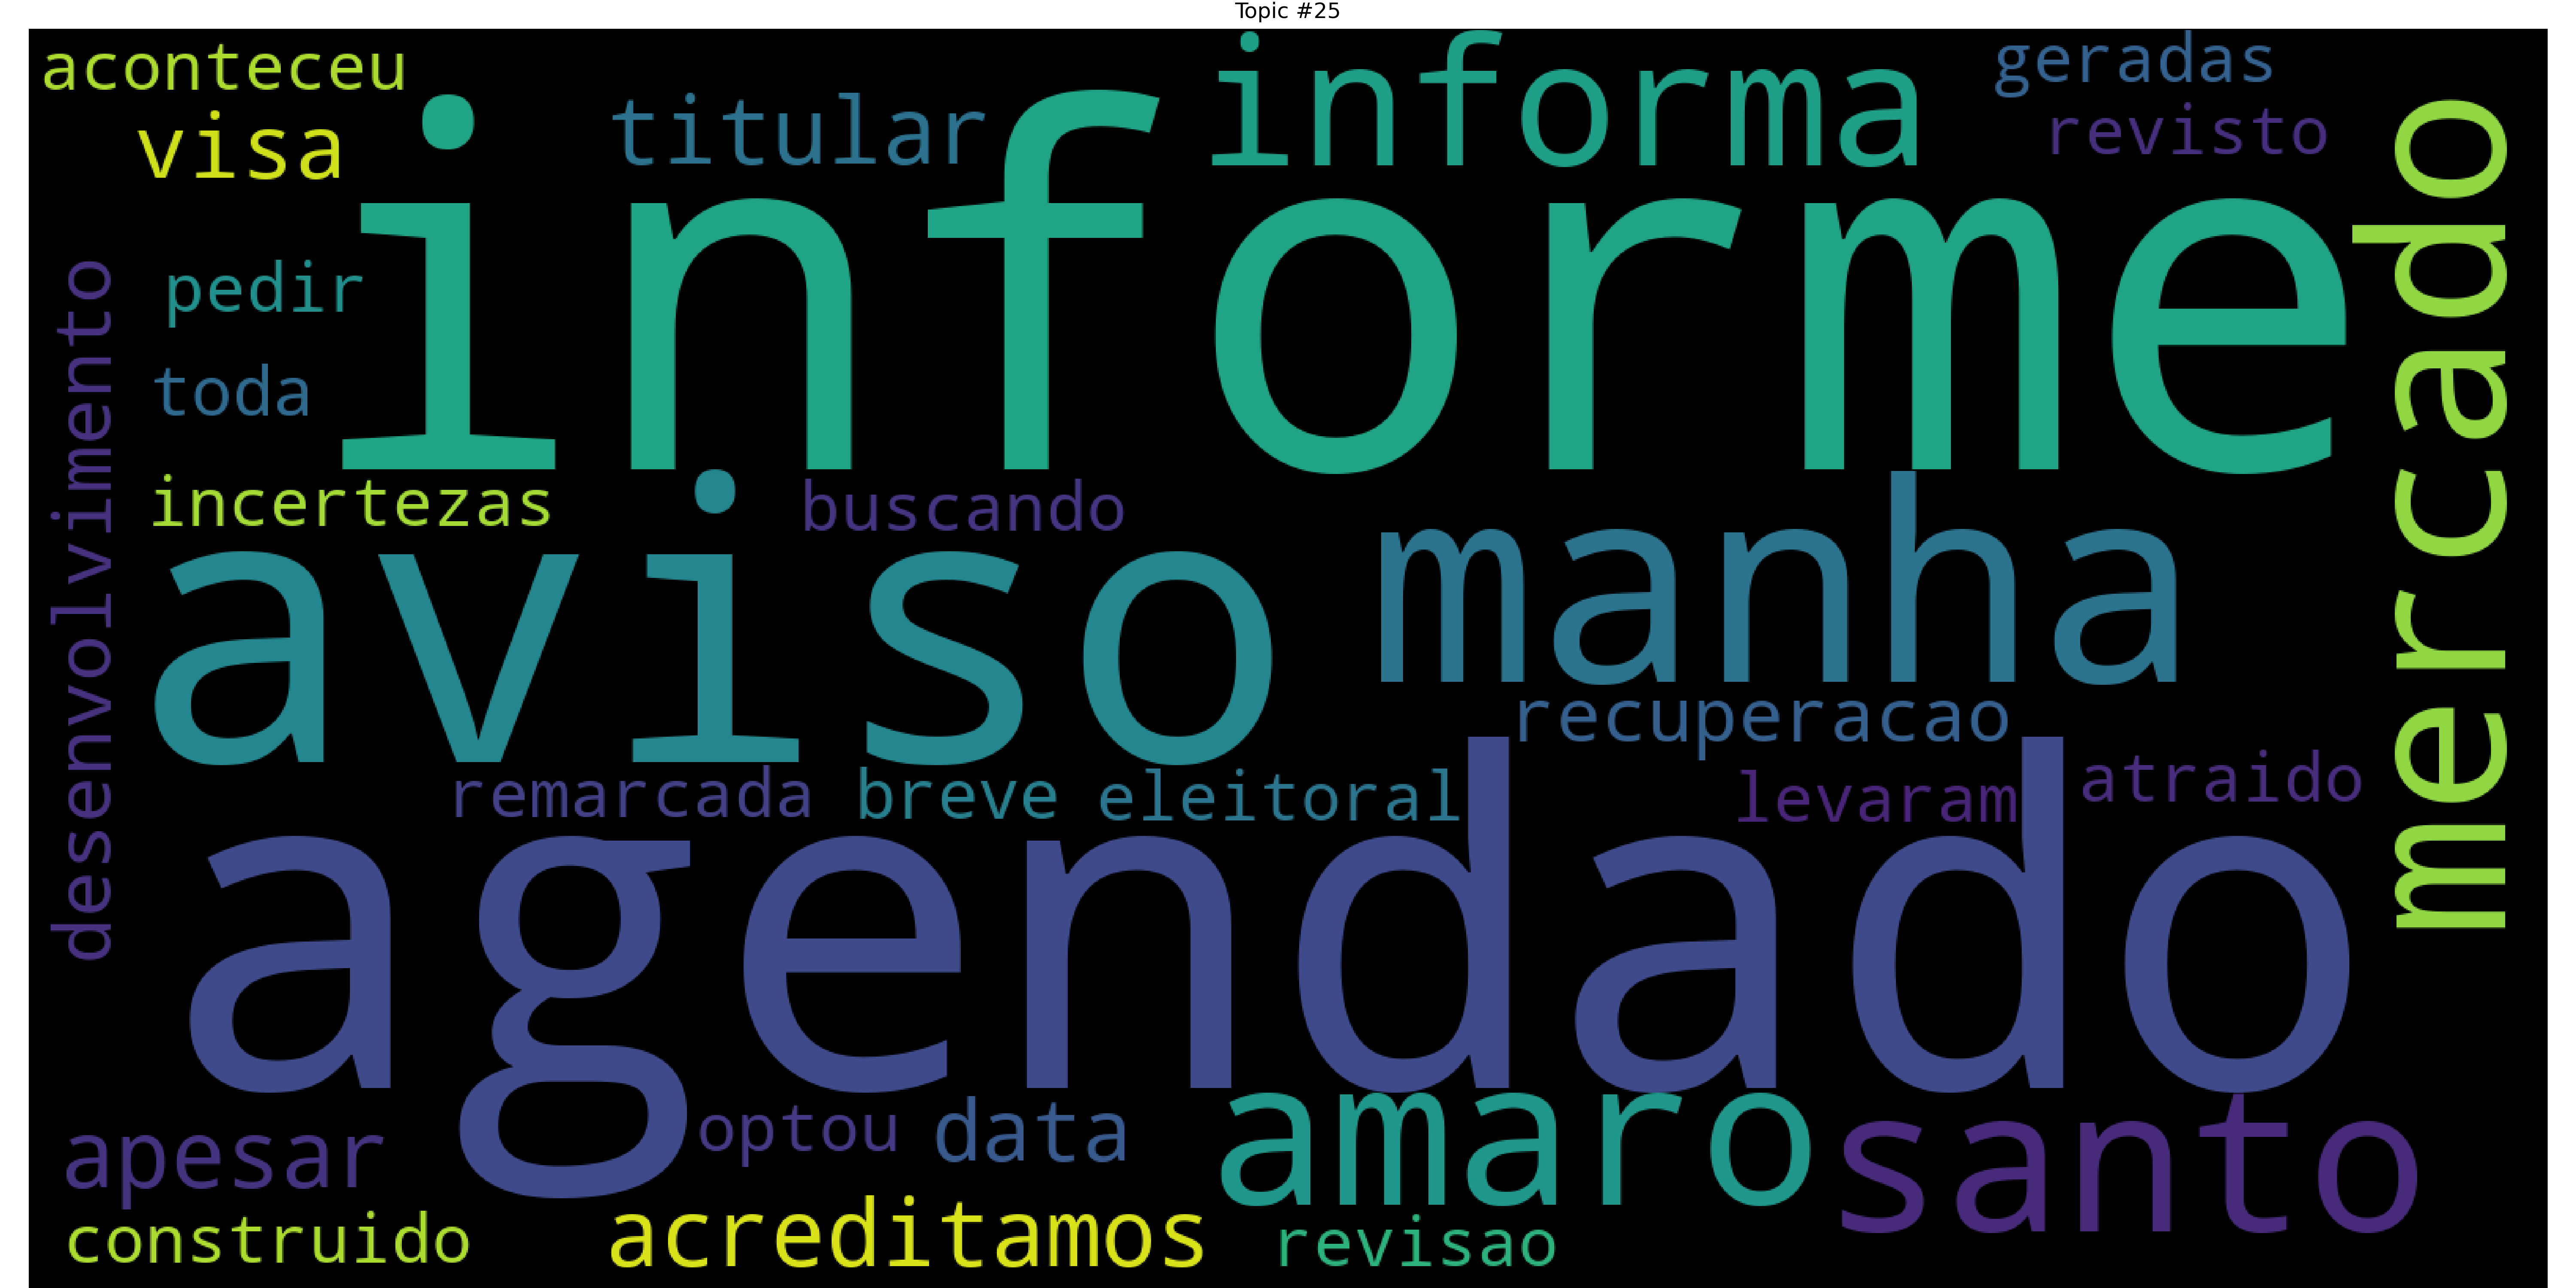 Topic #25
aconteceu
informa
geradas
visa
titular
revisto
informe
mercado
pedir
desenvolvimento
toda
incertezas
buscando
aviso
manha
recuperacao
remarcada
breve
eleitoral
levaram
atraido
agendado
apesar
optou
data
amaro
santo
construido
acreditamos
revisao